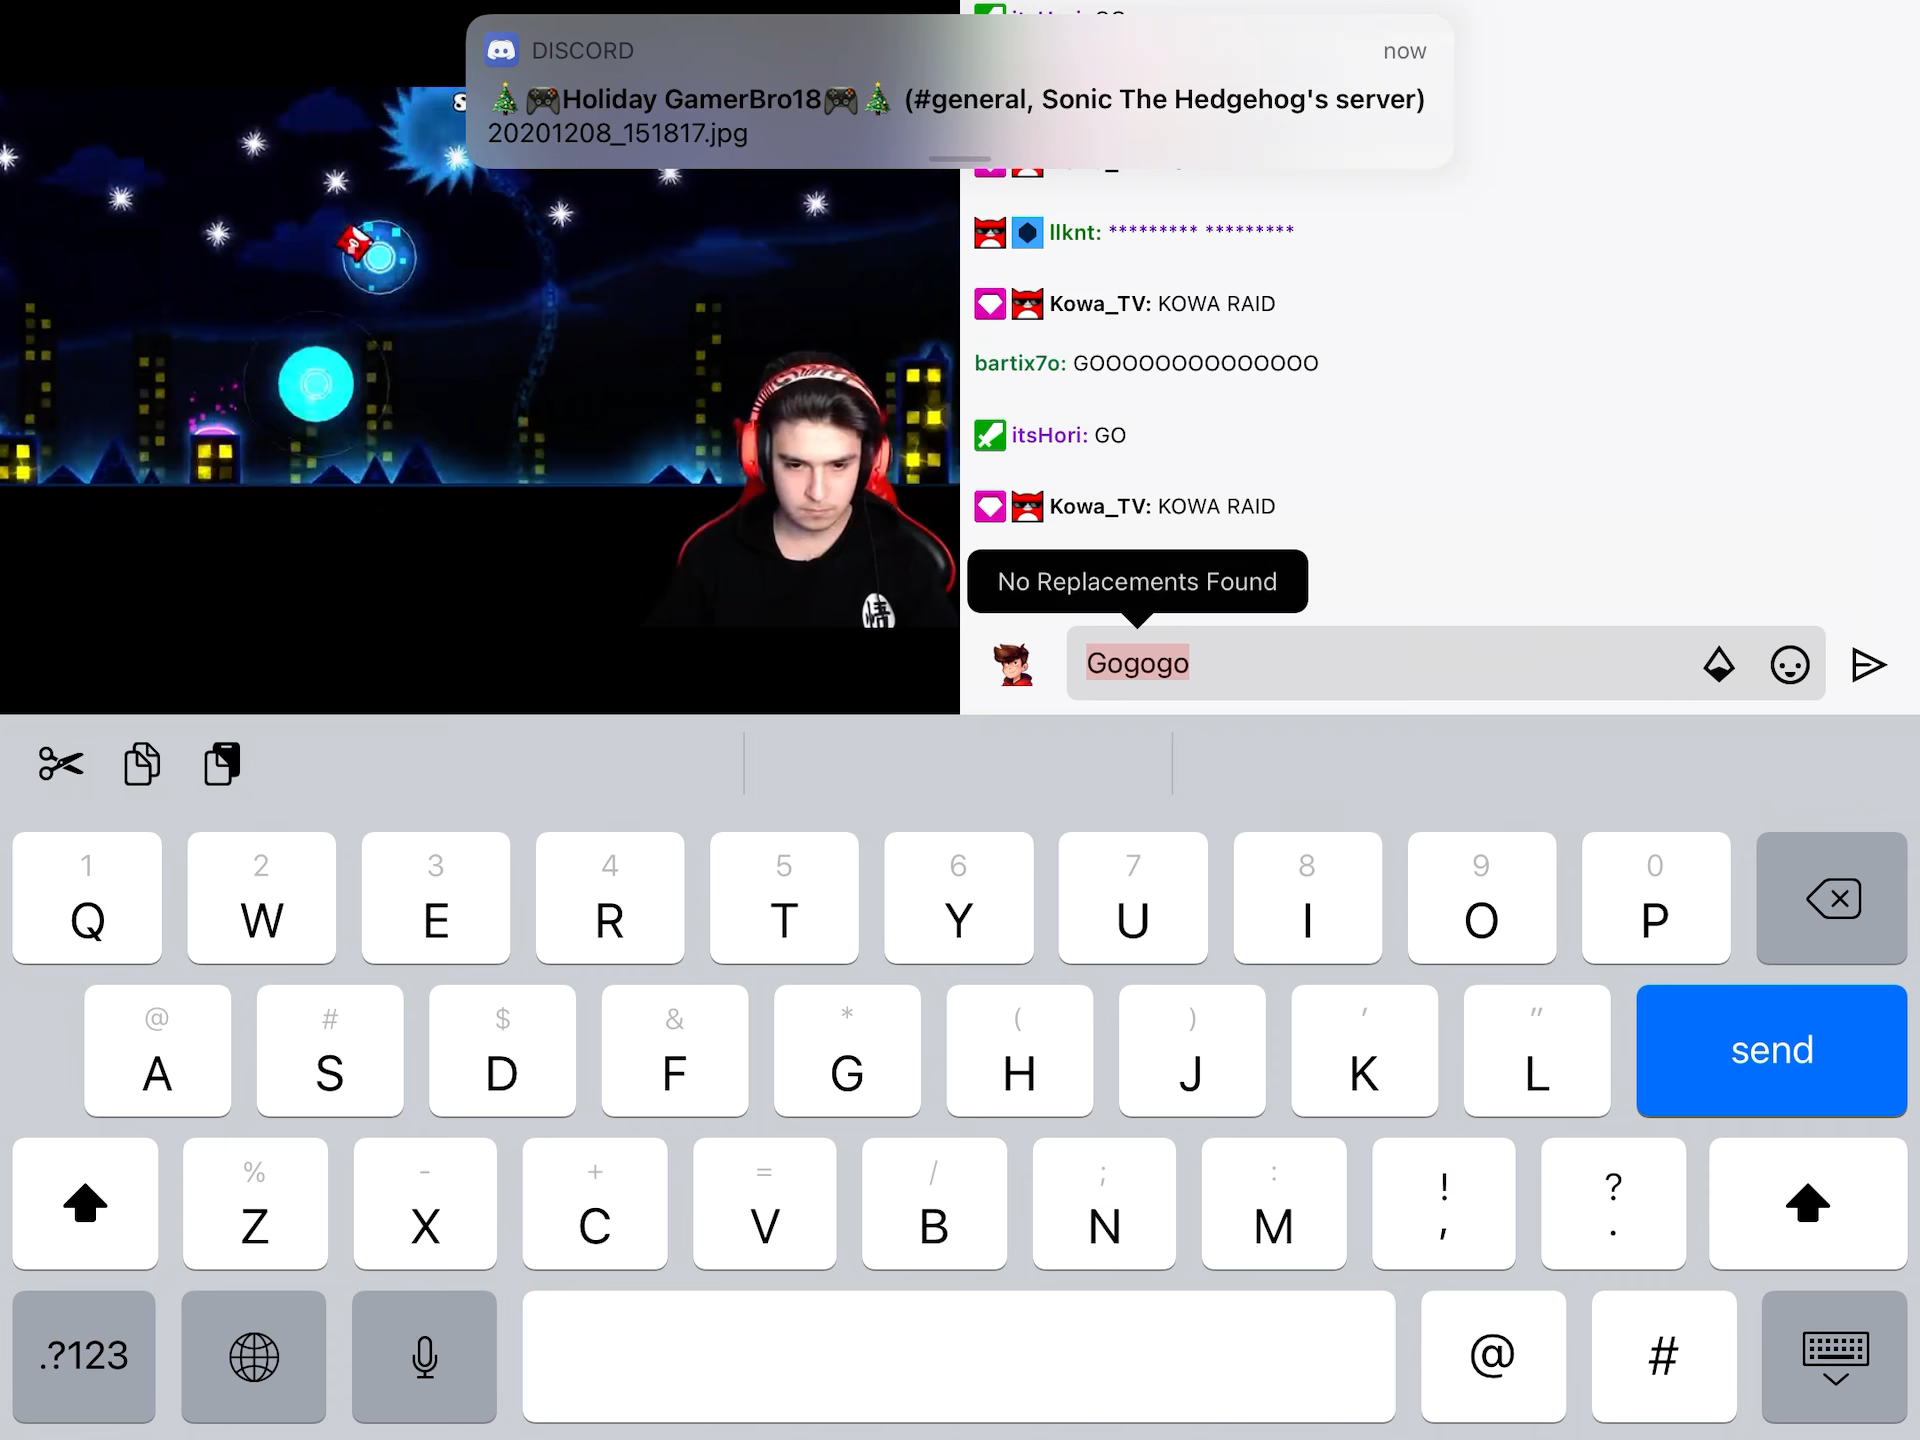 DISCORD
now
🎄🎮Holiday GamerBro18🎮🎄 (#general, Sonic The Hedgehog's server)
20201208_151817.jpg
llknt: ********* *********
Kowa_TV: KOWA RAID
bartix7o: GOOOOOOOOOOOOOO
itsHori: GO
Kowa_TV: KOWA RAID
悟
No Replacements Found
Gogogo
1 2 3 4 5 6 7 8 9 0
Q W E R T Y U I O P
@ # $ & * ( ) ' "
A S D F G H J K L send
% - + = / ; : ! ?
Z X C V B N M , .
.?123 @ #